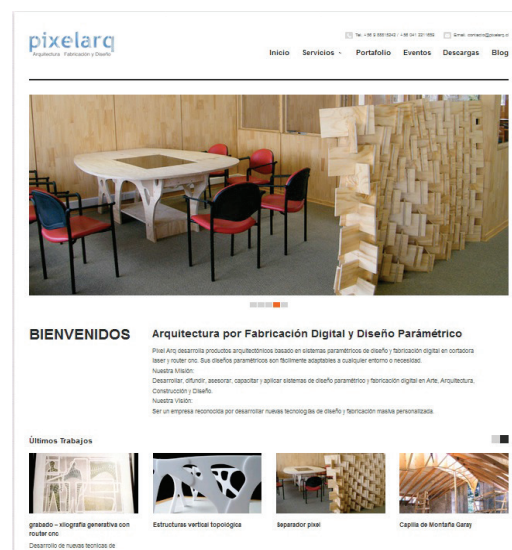 pixelarq
Arquitectura Fabricación y Diseño
Inicio Servicios Portafolio Eventos Descargas Blog
BIENVENIDOS
Arquitectura por Fabricación Digital y Diseño Parámétrico
Pixel Arq desarrolla productos arquitectónicos basado en sistemas paramétricos de diseño y fabricación digital en cortadora
laser y router cnc. Sus diseños paramétricos son fácilmente adaptables a cualquier entorno o necesidad.
Nuestra Misión:
Desarrollar, difundir, asesorar, capacitar y aplicar sistemas de diseño paramétrico y fabricación digital en Arte, Arquitectura,
Construcción y Diseño.
Nuestra Visión:
Ser un empresa reconocida por desarrollar nuevas tecnologías de diseño y fabricación masiva personalizada.
Últimos Trabajos
grabado – xilografia generativa con
router cnc
Desarrollo de nuevas tecnicas de
Estructuras vertical topológica
Separador pixel
Capilla de Montaña Garay